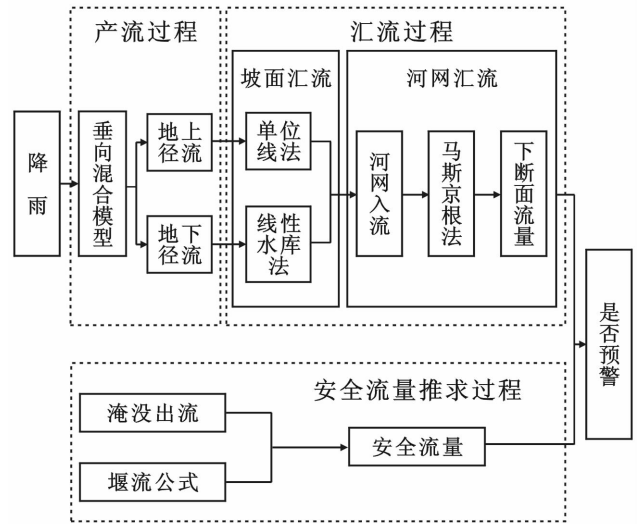 产流过程
汇流过程
坡面汇流
河网汇流
降雨
垂向混合模型
地上
径流
地下
径流
单位
线法
线性
水库
法
河网入流
马斯京根法
下断面流量
是否预警
安全流量推求过程
淹没出流
堰流公式
安全流量